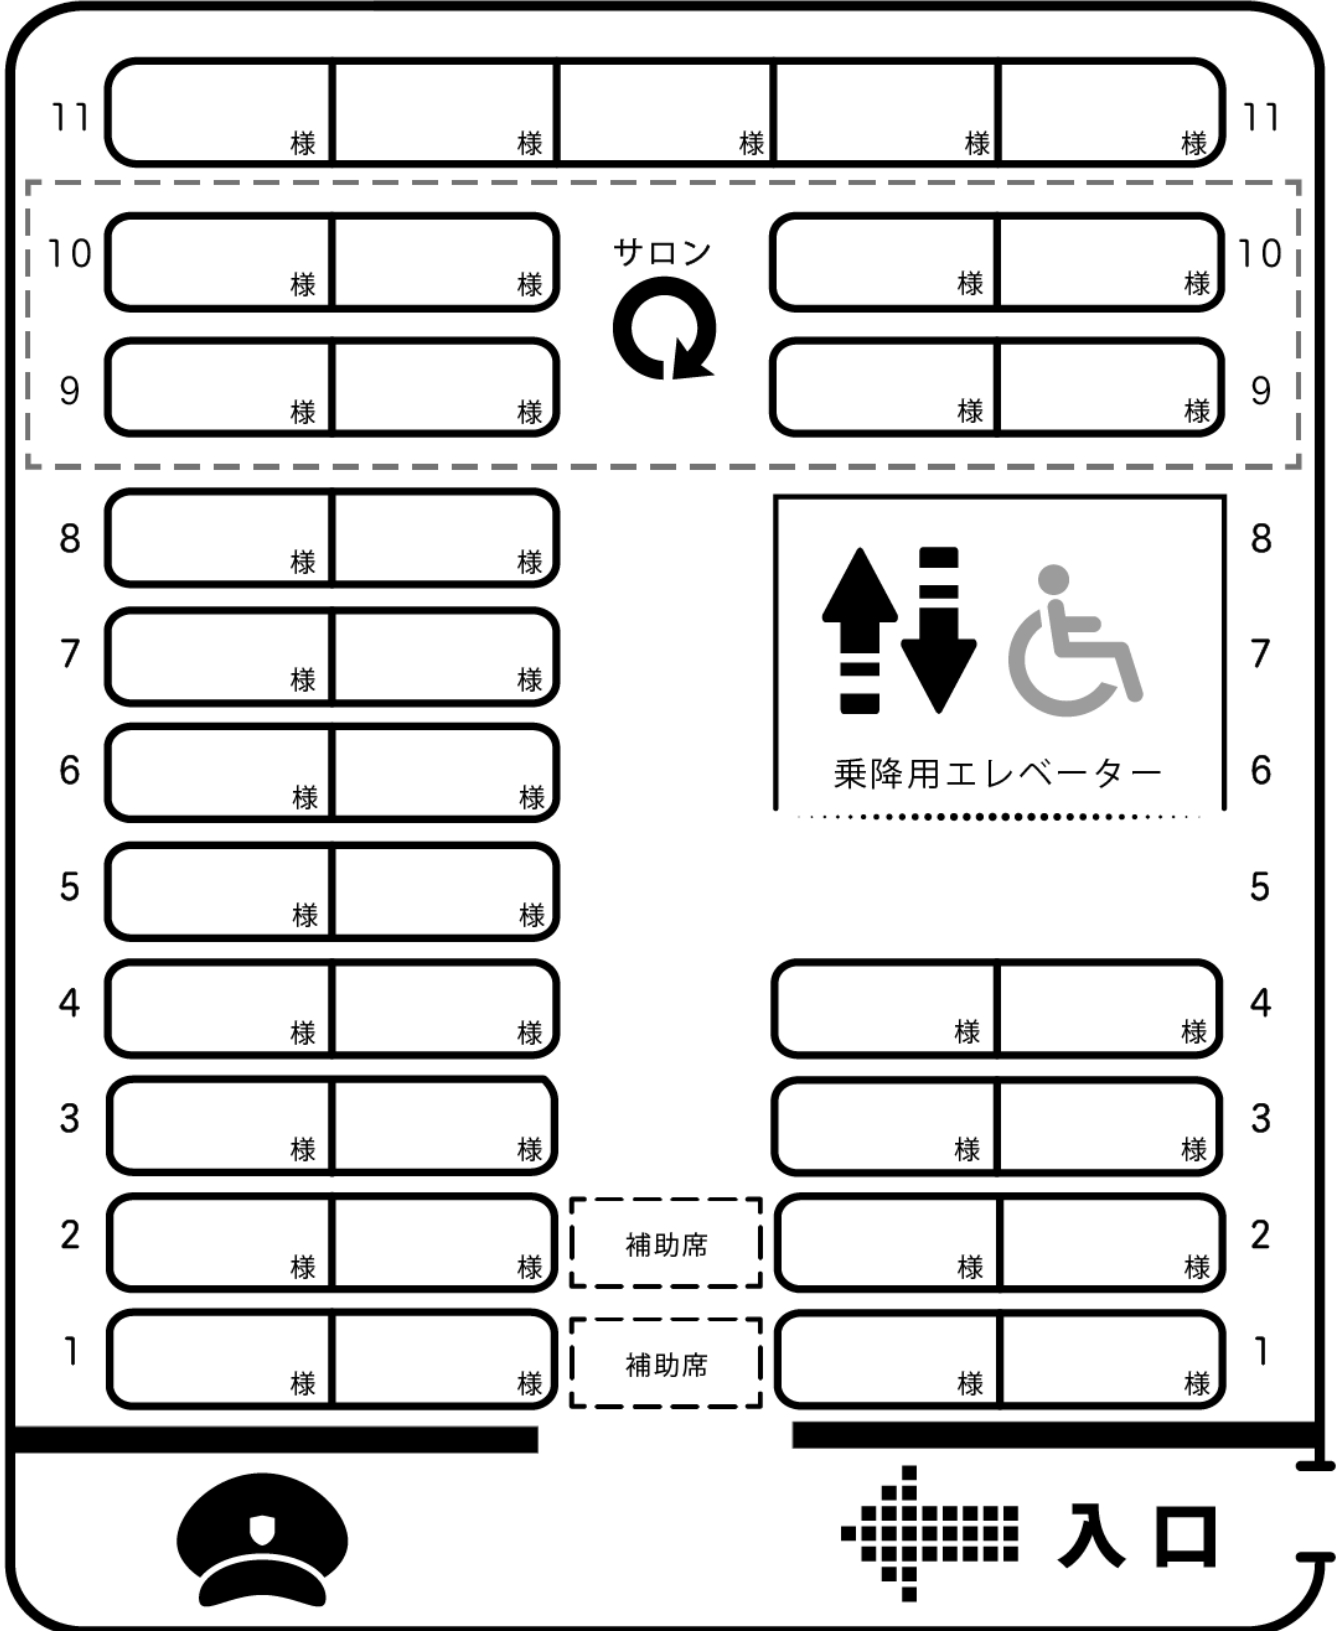 11 様 様 様 様 様 11
サロン
10 様 様 様 様 10
9 様 様 様 様 9
8 様 様 8
7 様 様 7
6 様 様 乗降用エレベーター 6
5 様 様 5
4 様 様 様 様 4
3 様 様 様 様 3
2 様 様 補助席 様 様 2
1 様 様 補助席 様 様 1
入口